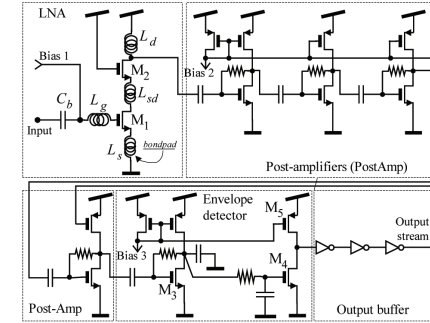 LNA
L_d
Bias 1
M_2
Bias 2
C_b
L_g
L_sd
M_1
Input
L_s
bondpad
Post-amplifiers (PostAmp)
Envelope
detector
M_5
Output
stream
Bias 3
M_4
M_3
Post-Amp
Output buffer